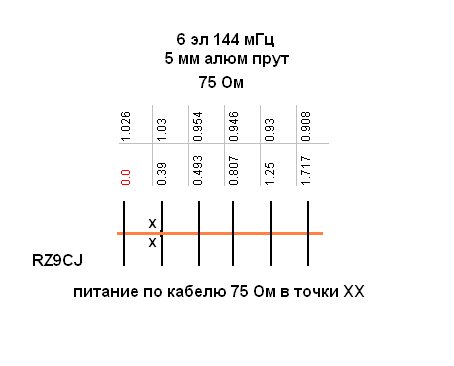 6 эл 144 мГц
5 мм алюм прут
75 Ом
1.026 1.03 0.954 0.946 0.93 0.908
0.0 0.39 0.493 0.807 1.25 1.717
X
X
RZ9CJ
питание по кабелю 75 Ом в точки XX